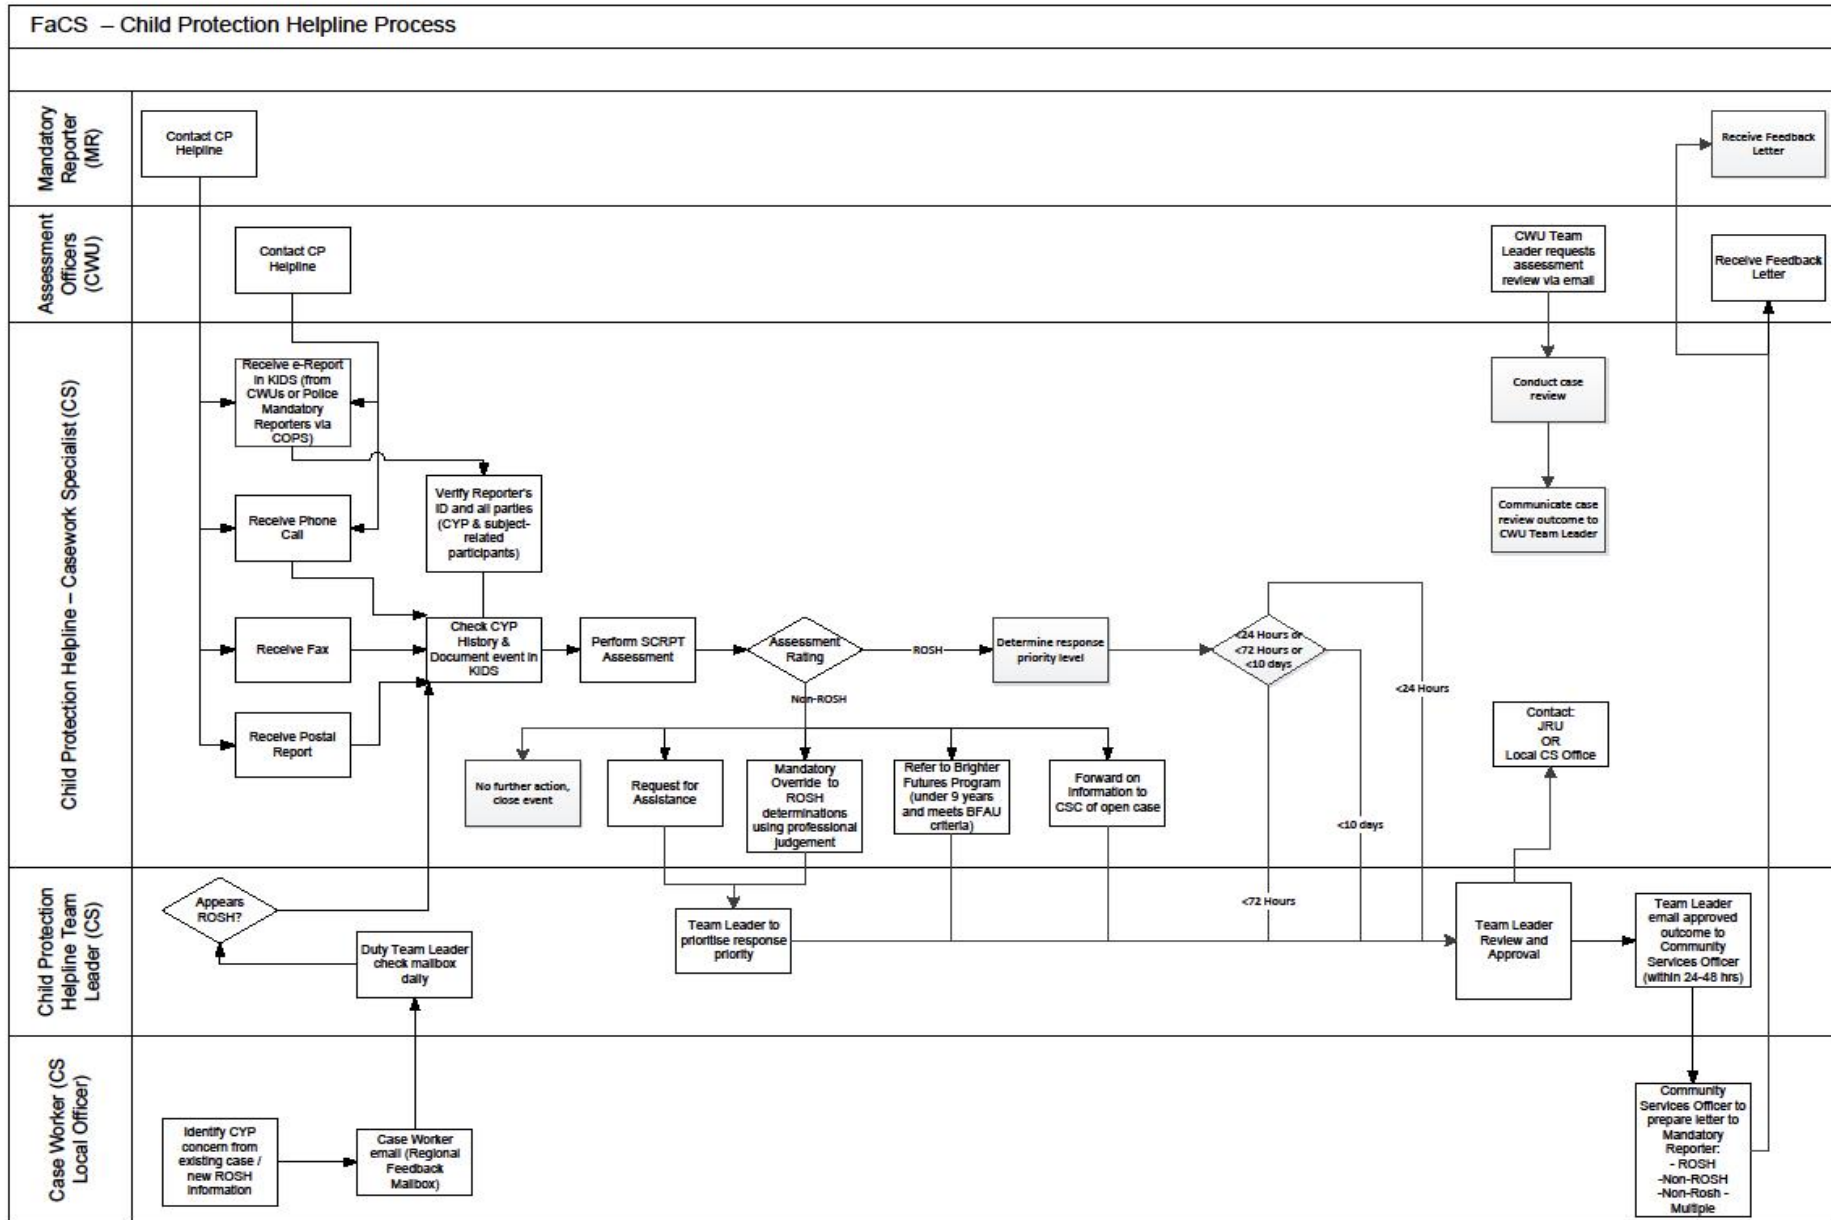 FaCS – Child Protection Helpline Process
Mandatory
Reporter
(MR)
Contact CP
Helpline
Receive Feedback
Letter
Assessment
Officers
(CWU)
Contact CP
Helpline
CWU Team
Leader requests
assessment
review via email
Receive Feedback
Letter
Child Protection Helpline – Casework Specialist (CS)
Receive e-Report
in KIDS (from
CWUs or Police
Mandatory
Reporters via
COPS)
Conduct case
review
Verify Reporter's
ID and all parties
(CYP & subject-
related
participants)
Receive Phone
Call
Communicate case
review outcome to
CWU Team Leader
Receive Fax
Check CYP
History &
Document event in
KIDS
Perform SCRPT
Assessment
Assessment
Rating
ROSH
Determine response
priority level
<24 Hours or
<72 Hours or
<10 days
<24 Hours
Non-ROSH
Receive Postal
Report
Contact:
JRU
OR
Local CS Office
No further action,
close event
Request for
Assistance
Mandatory
Override to
ROSH
determinations
using professional
judgement
Refer to Brighter
Futures Program
(under 9 years
and meets BFAU
criteria)
Forward on
information to
CSC of open case
<10 days
Child Protection
Helpline Team
Leader (CS)
Appears
ROSH?
Duty Team Leader
check mailbox
daily
Team Leader to
prioritise response
priority
<72 Hours
Team Leader
Review and
Approval
Team Leader
email approved
outcome to
Community
Services Officer
(within 24-48 hrs)
Case Worker (CS
Local Officer)
Identify CYP
concern from
existing case /
new ROSH
information
Case Worker
email (Regional
Feedback
Mailbox)
Community
Services Officer to
prepare letter to
Mandatory
Reporter:
- ROSH
-Non-ROSH
-Non-Rosh -
Multiple